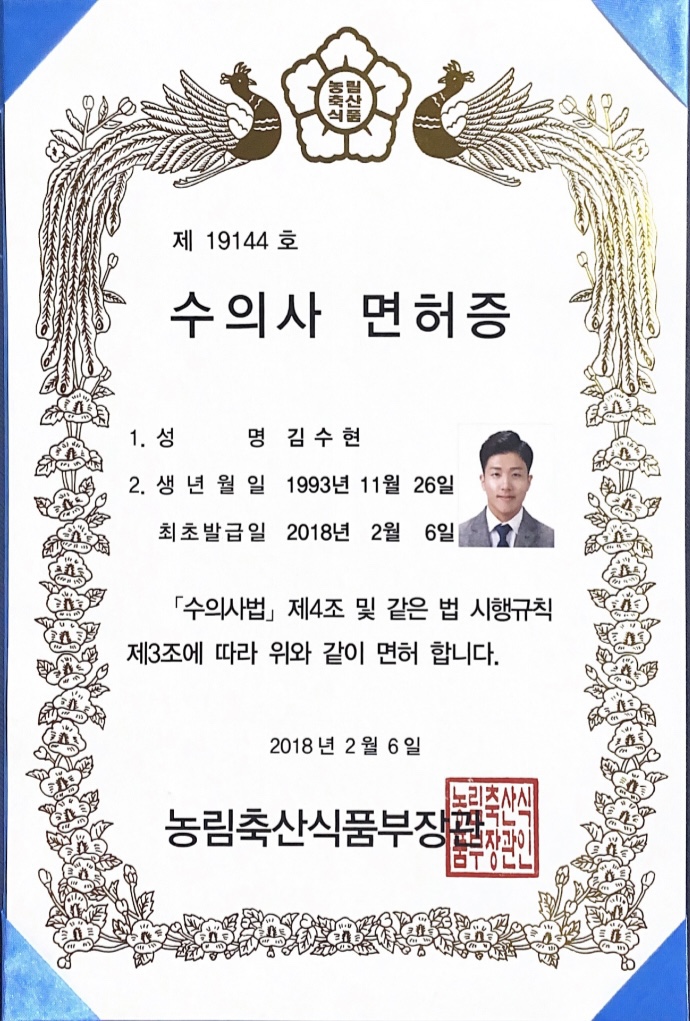 농림
축산
식품
제 19144 호
수의사 면허증
1. 성 명 김 수 현
2. 생 년 월 일 1993년 11월 26일
최초발급일 2018년 2월 6일
「수의사법」 제4조 및 같은 법 시행규칙
제3조에 따라 위와 같이 면허 합니다.
2018 년 2 월 6 일
농림축산식품부장관
농림축산식
품부장관인